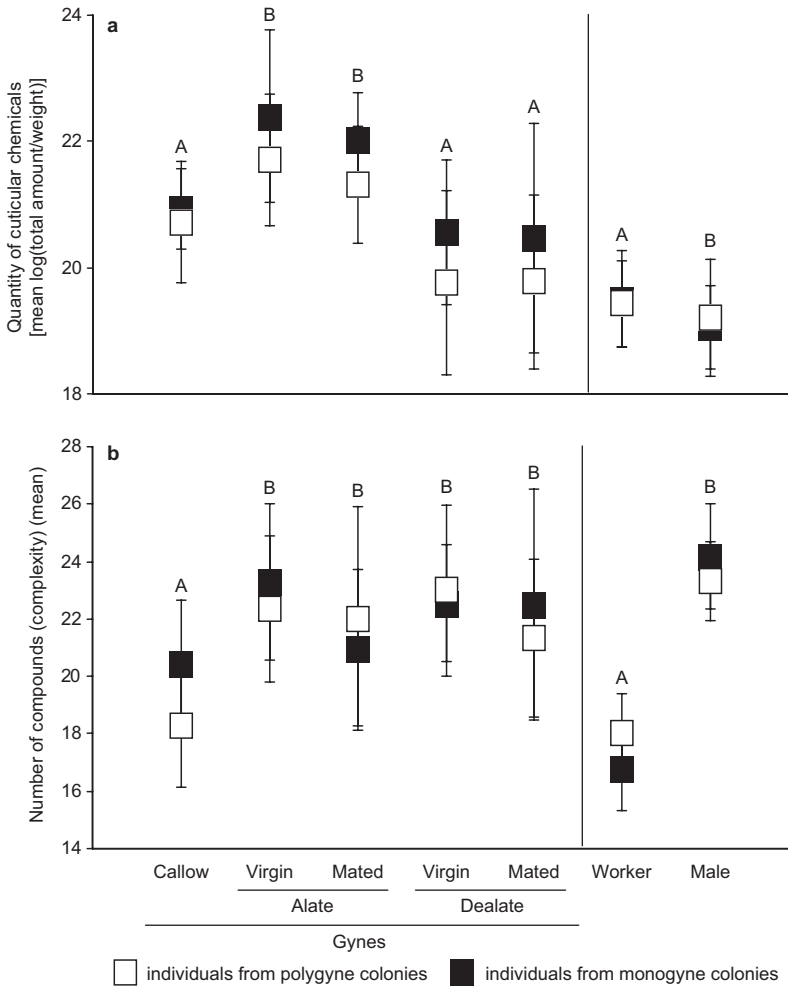 a
Quantity of cuticular chemicals
[mean log(total amount/weight)]
24
22
20
18
A
B
B
A
A
A
B
b
Number of compounds (complexity) (mean)
28
26
24
22
20
18
16
14
A
B
B
B
B
A
B
Callow Virgin Mated Virgin Mated Worker Male
Alate Dealate
Gynes
individuals from polygyne colonies individuals from monogyne colonies